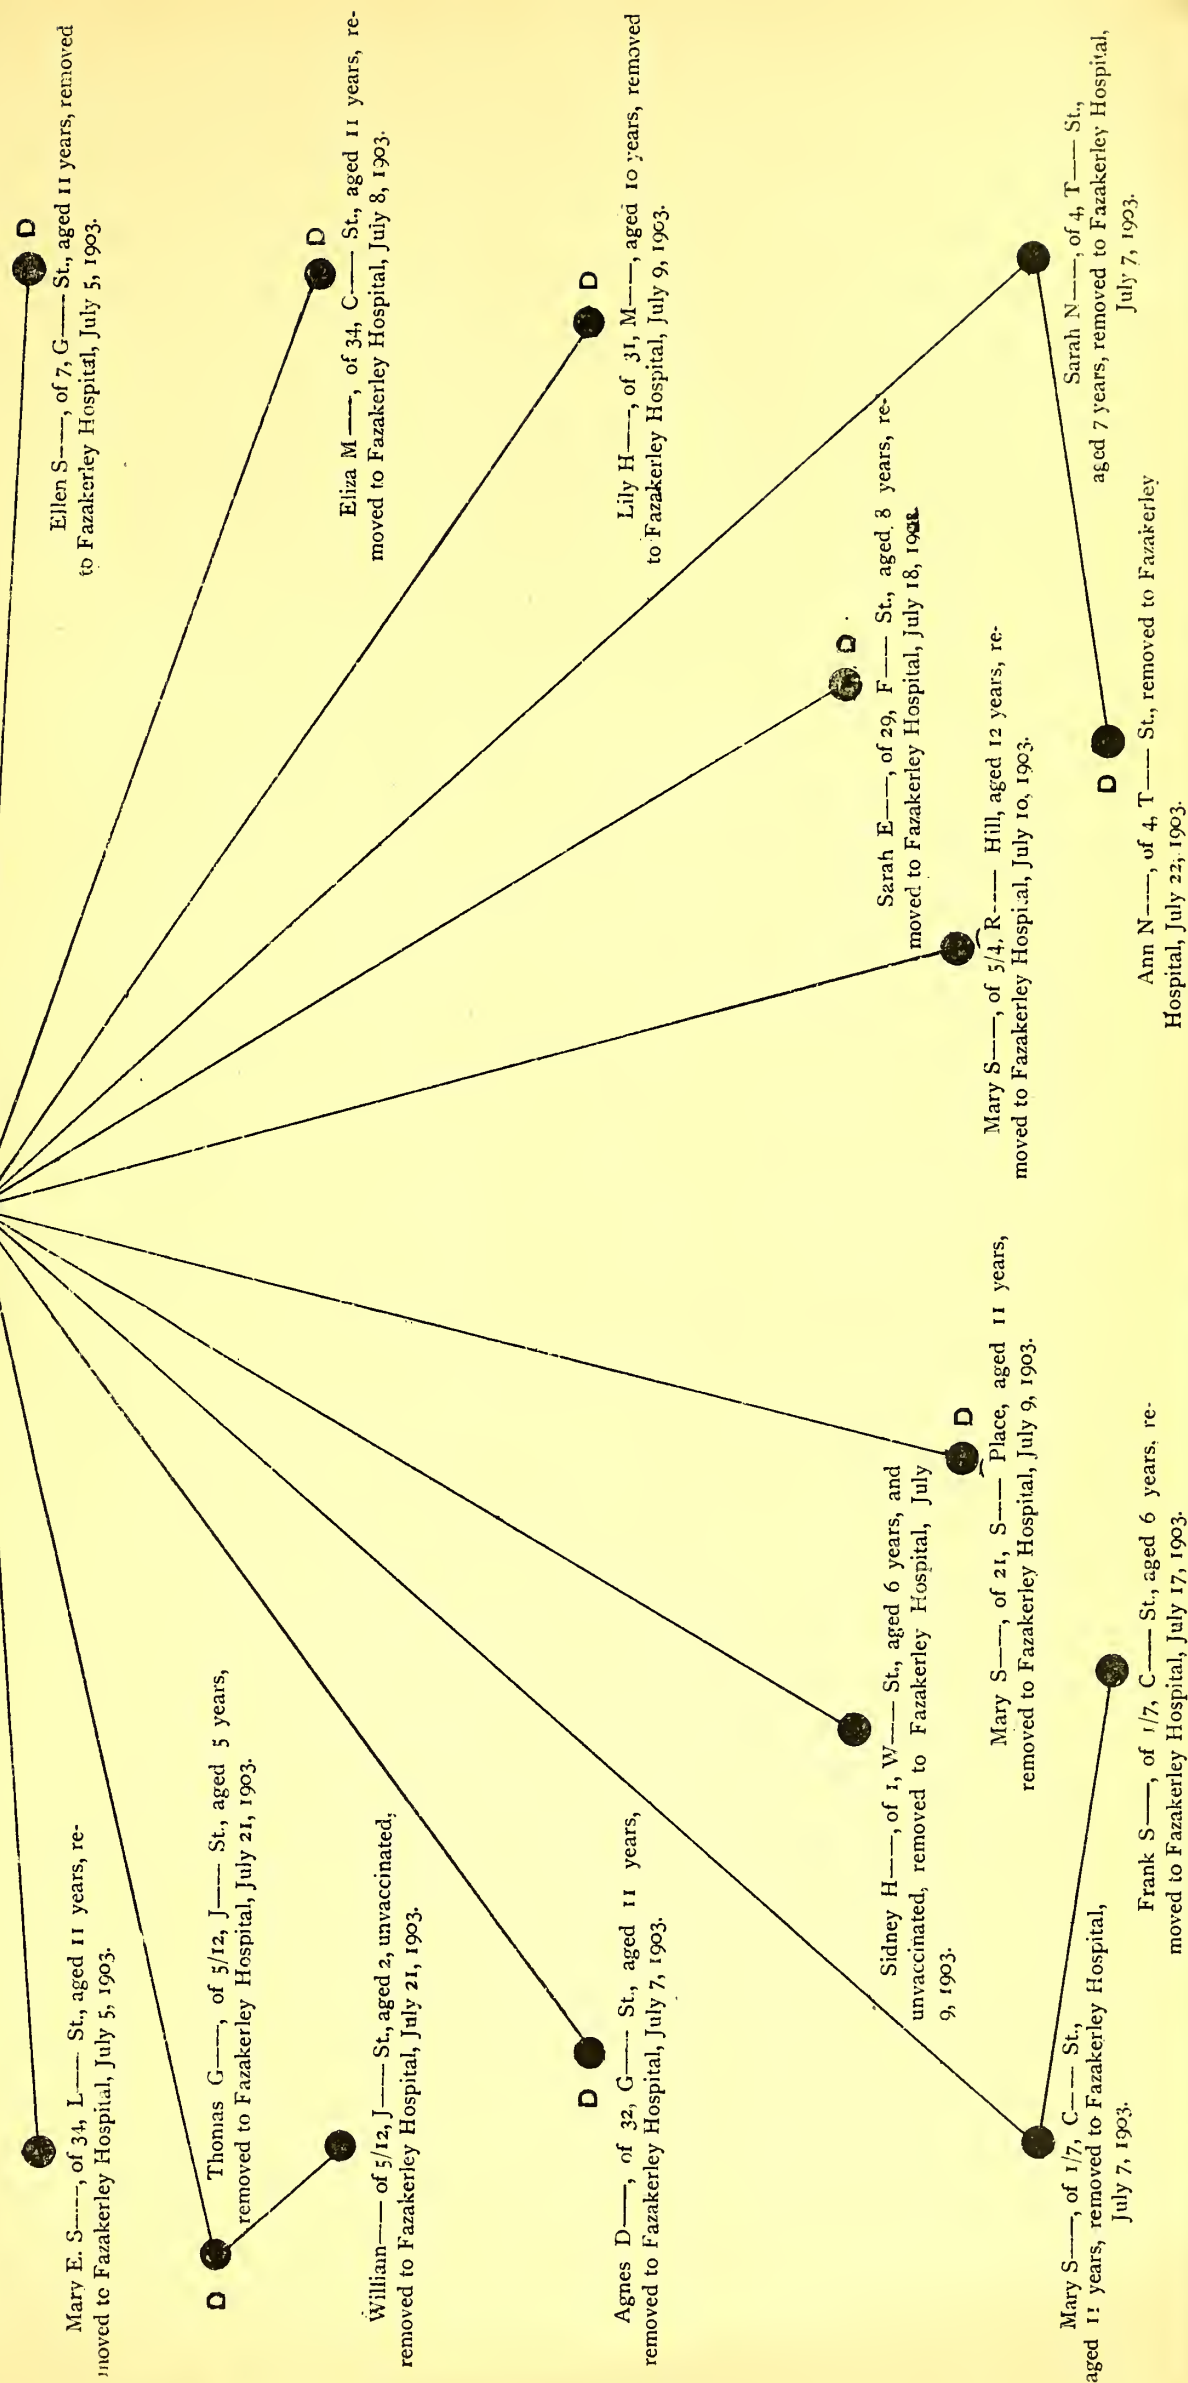 D
Mary E. S——, of 34, L—— St., aged 11 years, re-
moved to Fazakerley Hospital, July 5, 1903.
Ellen S——, of 7, G—— St., aged 11 years, removed
to Fazakerley Hospital, July 5, 1903.
D
Thomas G——, of 5/12, J—— St., aged 5 years,
removed to Fazakerley Hospital, July 21, 1903.
D
William—— of 5/12, J—— St., aged 2, unvaccinated,
removed to Fazakerley Hospital, July 21, 1903.
Eliza M——, of 34, C—— St., aged 11 years, re-
moved to Fazakerley Hospital, July 8, 1903.
D
Agnes D——, of 32, G—— St., aged 11 years,
removed to Fazakerley Hospital, July 7, 1903.
D
Lily H——, of 31, M——, aged 10 years, removed
to Fazakerley Hospital, July 9, 1903.
Sidney H——, of 1, W—— St., aged 6 years, and
unvaccinated, removed to Fazakerley Hospital, July
9, 1903.
D
Sarah E——, of 29, F—— St., aged 8 years, re-
moved to Fazakerley Hospital, July 18,
D
Mary S——, of 21, S—— Place, aged 11 years,
removed to Fazakerley Hospital, July 9, 1903.
Mary S——, of 5/4, R—— Hill, aged 12 years, re-
moved to Fazakerley Hospital, July 10, 1903.
Mary S——, of 1/7, C—— St.,
aged 11 years, removed to Fazakerley Hospital,
July 7, 1903.
Sarah N——, of 4, T—— St.,
aged 7 years, removed to Fazakerley Hospital,
July 7, 1903.
Frank S——, of 1/7, C—— St., aged 6 years, re-
moved to Fazakerley Hospital, July 17, 1903.
D
Ann N——, of 4, T—— St., removed to Fazakerley
Hospital, July 22, 1903.